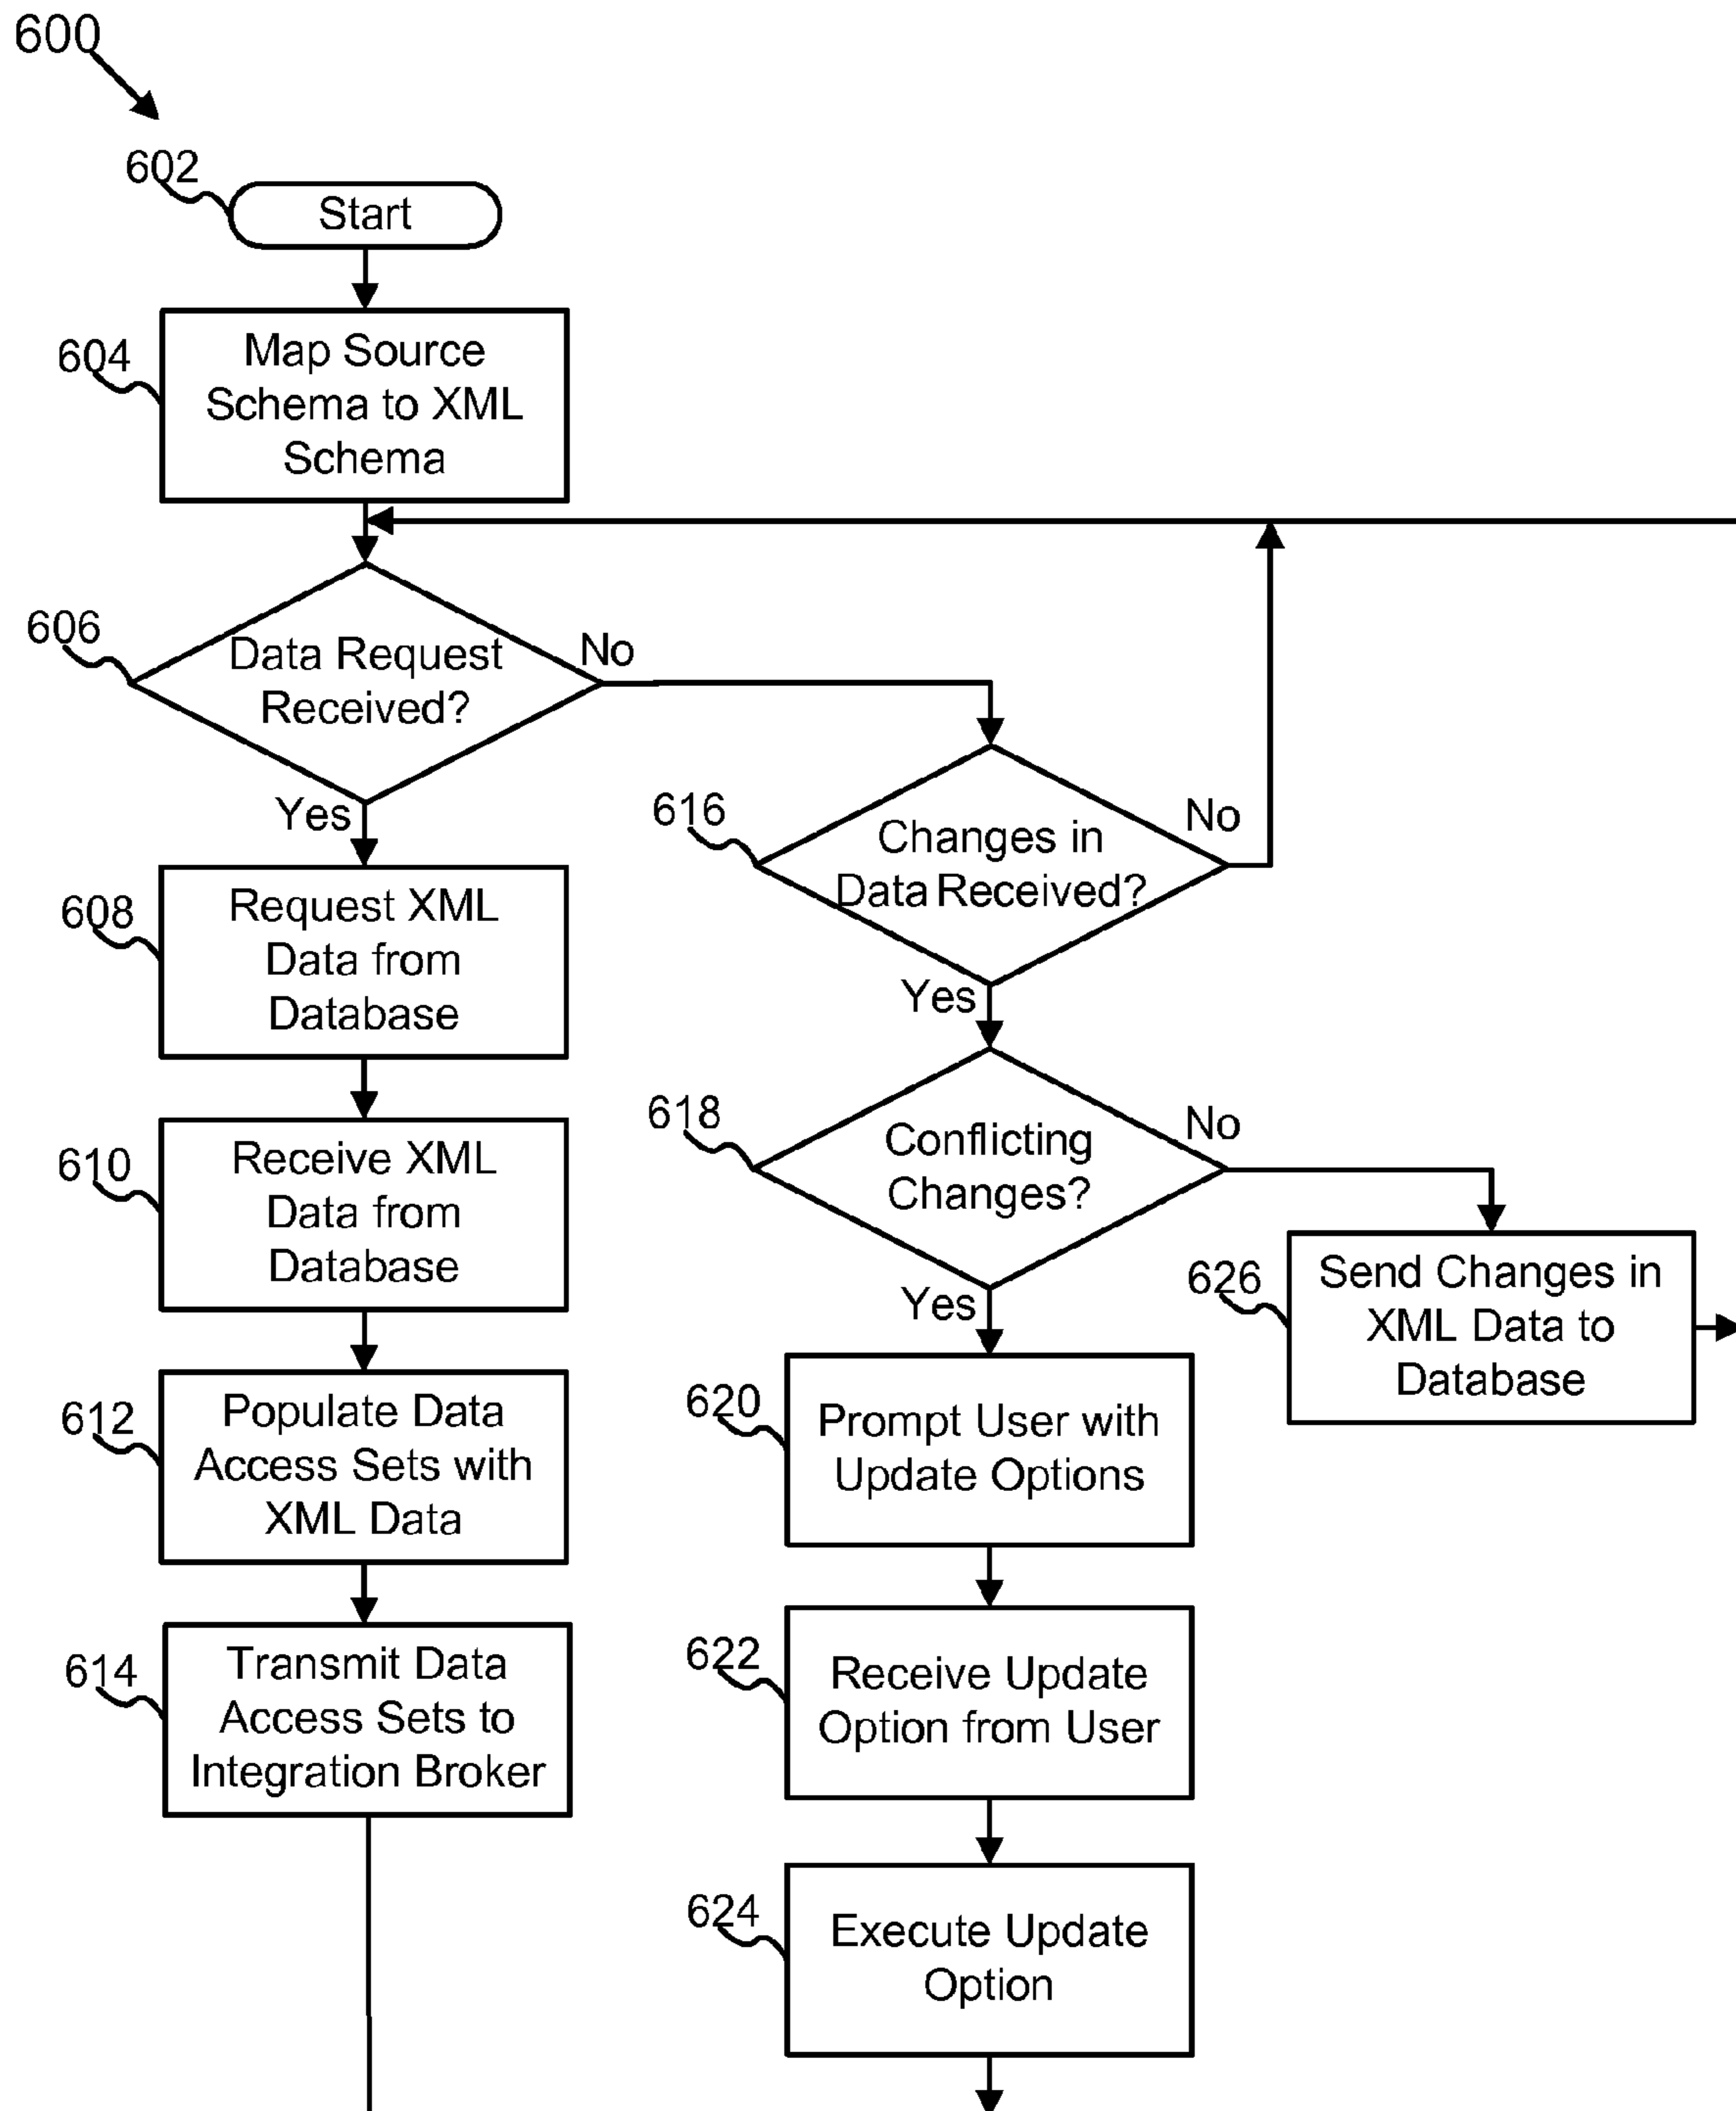 600
602
Start
604
Map Source
Schema to XML
Schema
606
Data Request
Received?
No
Yes
608
Request XML
Data from
Database
610
Receive XML
Data from
Database
612
Populate Data
Access Sets with
XML Data
614
Transmit Data
Access Sets to
Integration Broker
616
Changes in
Data Received?
No
Yes
618
Conflicting
Changes?
No
Yes
620
Prompt User with
Update Options
622
Receive Update
Option from User
624
Execute Update
Option
626
Send Changes in
XML Data to
Database